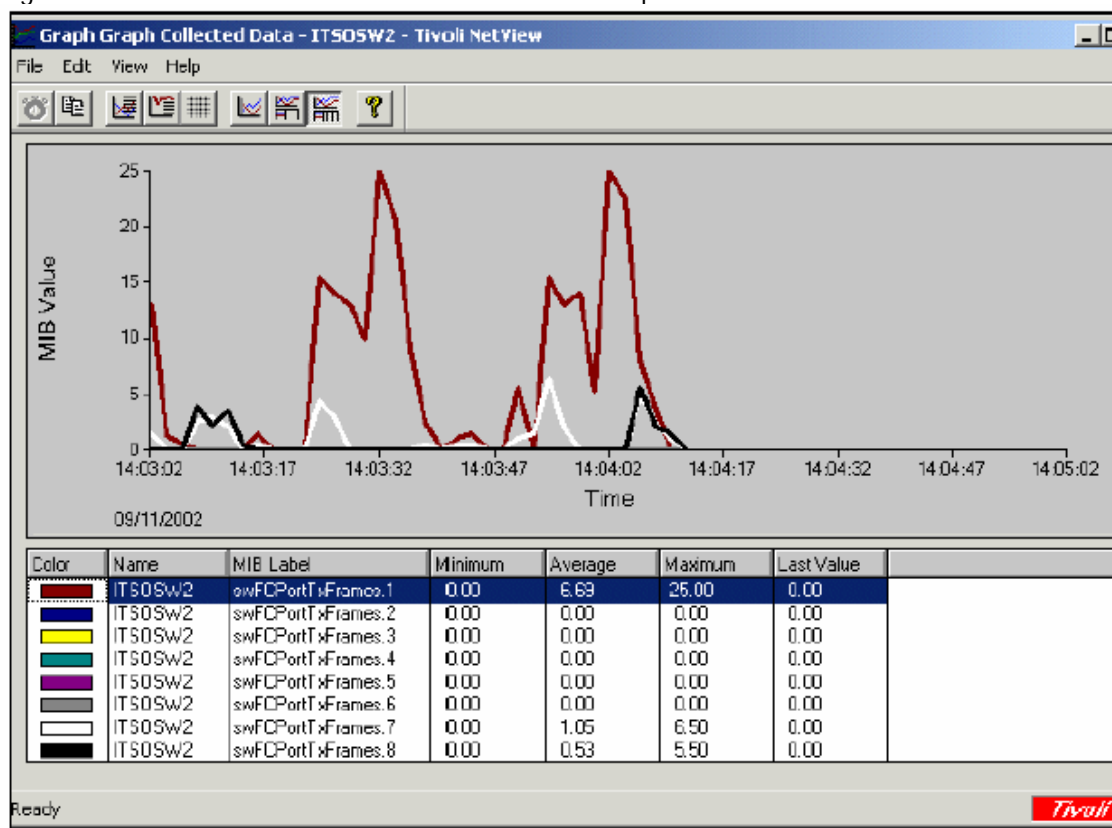 Graph Graph Collected Data - ITSOSW2 - Tivoli NetView
File Edit View Help
25
20
15
10
5
0
MIB Value
14:03:02 14:03:17 14:03:32 14:03:47 14:04:02 14:04:17 14:04:32 14:04:47 14:05:02
Time
09/11/2002
Color Name MIB Label Minimum Average Maximum Last Value
ITSOSW2 swFCPortTxFrames.1 0.00 6.69 25.00 0.00
ITSOSW2 swFCPortTxFrames.2 0.00 0.00 0.00 0.00
ITSOSW2 swFCPortTxFrames.3 0.00 0.00 0.00 0.00
ITSOSW2 swFCPortTxFrames.4 0.00 0.00 0.00 0.00
ITSOSW2 swFCPortTxFrames.5 0.00 0.00 0.00 0.00
ITSOSW2 swFCPortTxFrames.6 0.00 0.00 0.00 0.00
ITSOSW2 swFCPortTxFrames.7 0.00 1.05 6.50 0.00
ITSOSW2 swFCPortTxFrames.8 0.00 0.53 5.50 0.00
Ready
Tivoli